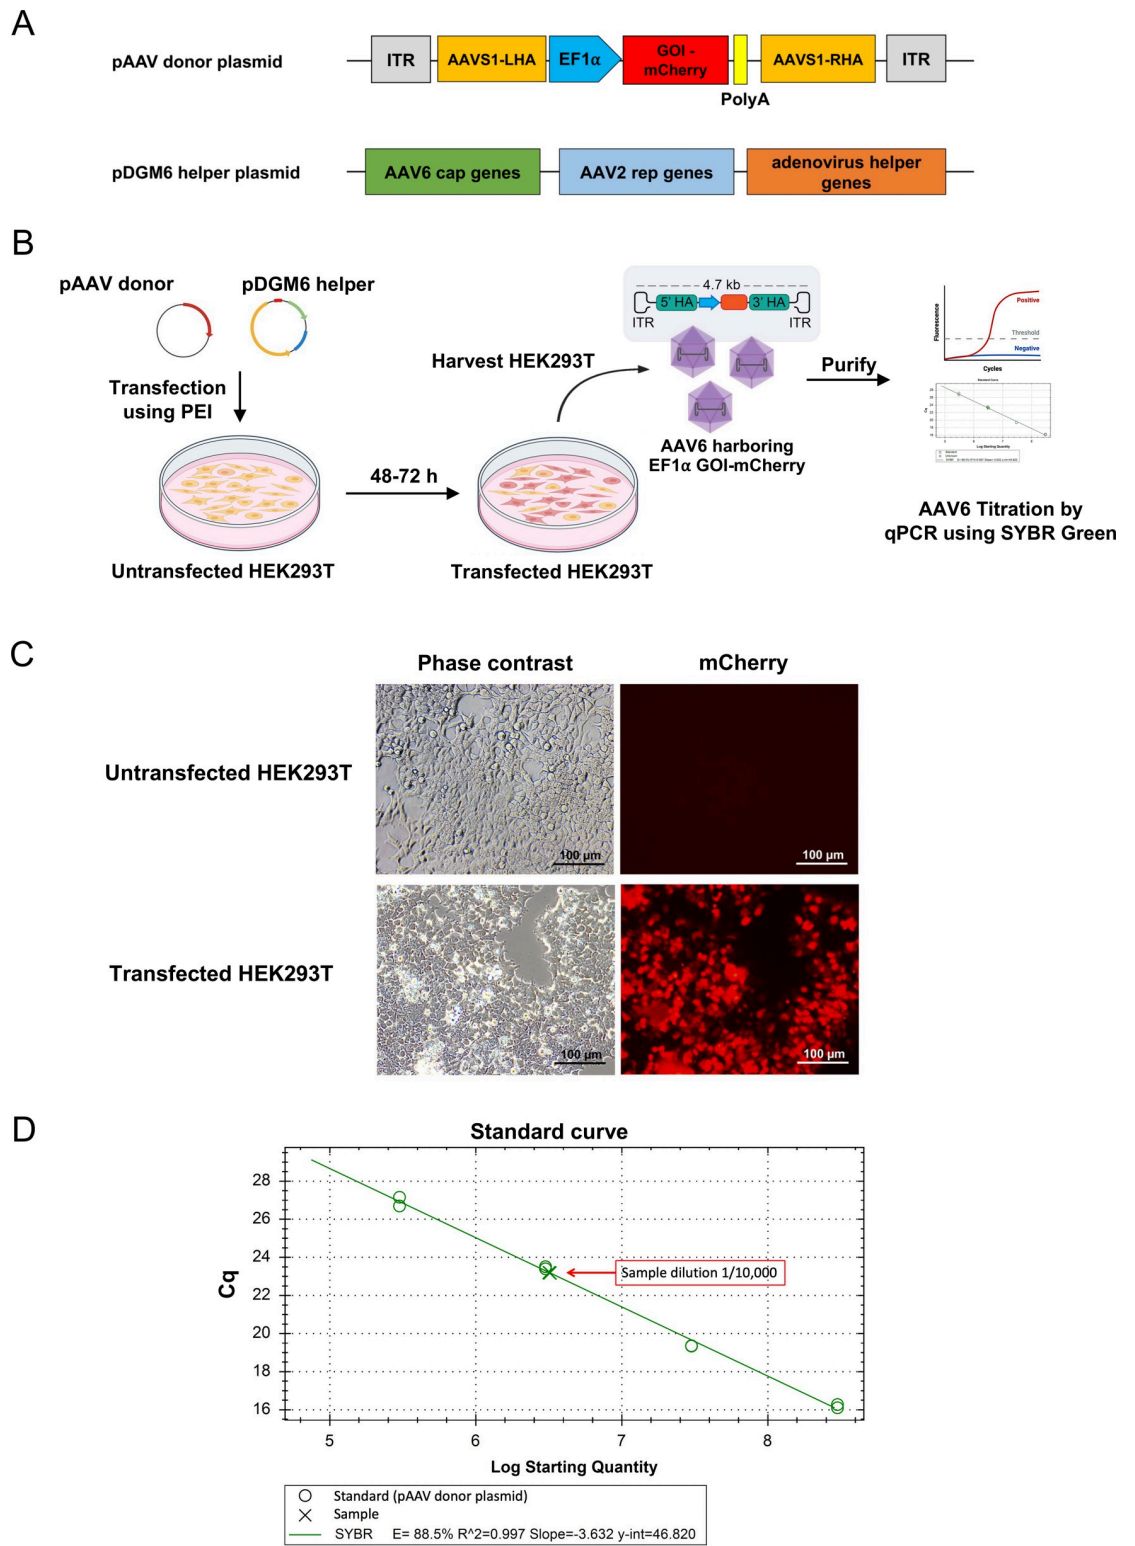 A
pAAV donor plasmid
ITR
AAVS1-LHA
EF1α
GOI -
mCherry
AAVS1-RHA
ITR
PolyA
pDGM6 helper plasmid
AAV6 cap genes
AAV2 rep genes
adenovirus helper
genes
B
pAAV donor
pDGM6 helper
Transfection
using PEI
Untransfected HEK293T
48-72 h
Transfected HEK293T
Harvest HEK293T
4.7 kb
5' HA
3' HA
ITR
ITR
AAV6 harboring
EF1α GOI-mCherry
Purify
Fluorescence
Positive
Threshold
Negative
Cycles
Standard Curve
Cq
Log Starting Quantity
AAV6 Titration by
qPCR using SYBR Green
C
Phase contrast
mCherry
Untransfected HEK293T
100 µm
100 µm
Transfected HEK293T
100 µm
100 µm
D
Standard curve
28
26
24
22
20
18
16
Cq
Sample dilution 1/10,000
5
6
7
8
Log Starting Quantity
Standard (pAAV donor plasmid)
Sample
SYBR E= 88.5% R^2=0.997 Slope=-3.632 y-int=46.820